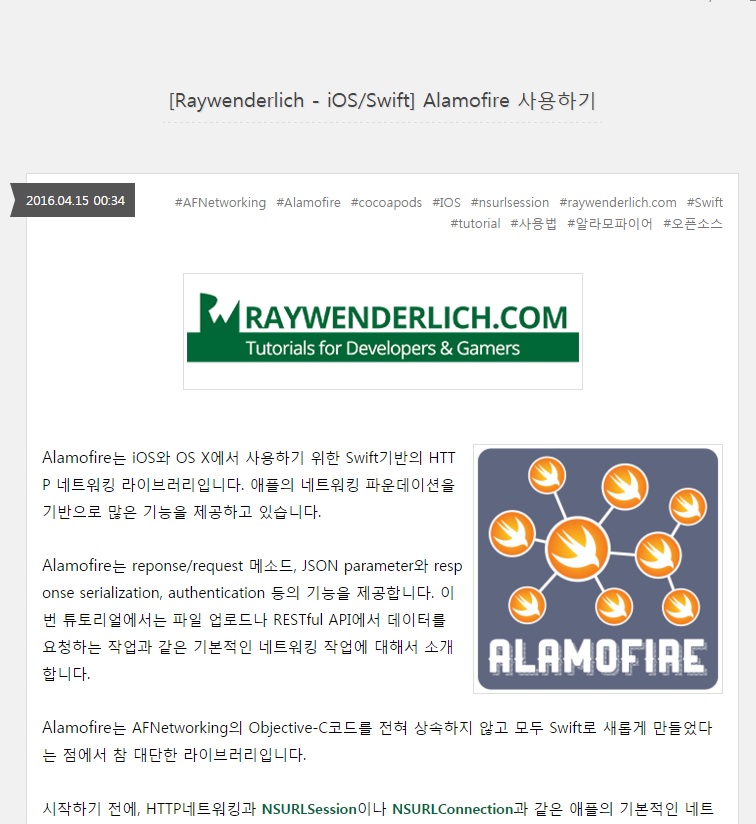 [Raywenderlich - iOS/Swift] Alamofire 사용하기
2016.04.15 00:34
#AFNetworking #Alamofire #cocoapods #IOS #nsurlsession #raywenderlich.com #Swift
#tutorial #사용법 #알라모파이어 #오픈소스
RAYWENDERLICH.COM
Tutorials for Developers & Gamers
Alamofire는 iOS와 OS X에서 사용하기 위한 Swift기반의 HTT
P 네트워킹 라이브러리입니다. 애플의 네트워킹 파운데이션을
기반으로 많은 기능을 제공하고 있습니다.
Alamofire는 reponse/request 메소드, JSON parameter와 resp
onse serialization, authentication 등의 기능을 제공합니다. 이
번 튜토리얼에서는 파일 업로드나 RESTful API에서 데이터를
요청하는 작업과 같은 기본적인 네트워킹 작업에 대해서 소개
합니다.
ALAMOFIRE
Alamofire는 AFNetworking의 Objective-C코드를 전혀 상속하지 않고 모두 Swift로 새롭게 만들었다
는 점에서 참 대단한 라이브러리입니다.
시작하기 전에, HTTP네트워킹과 NSURLSession이나 NSURLConnection과 같은 애플의 기본적인 네트